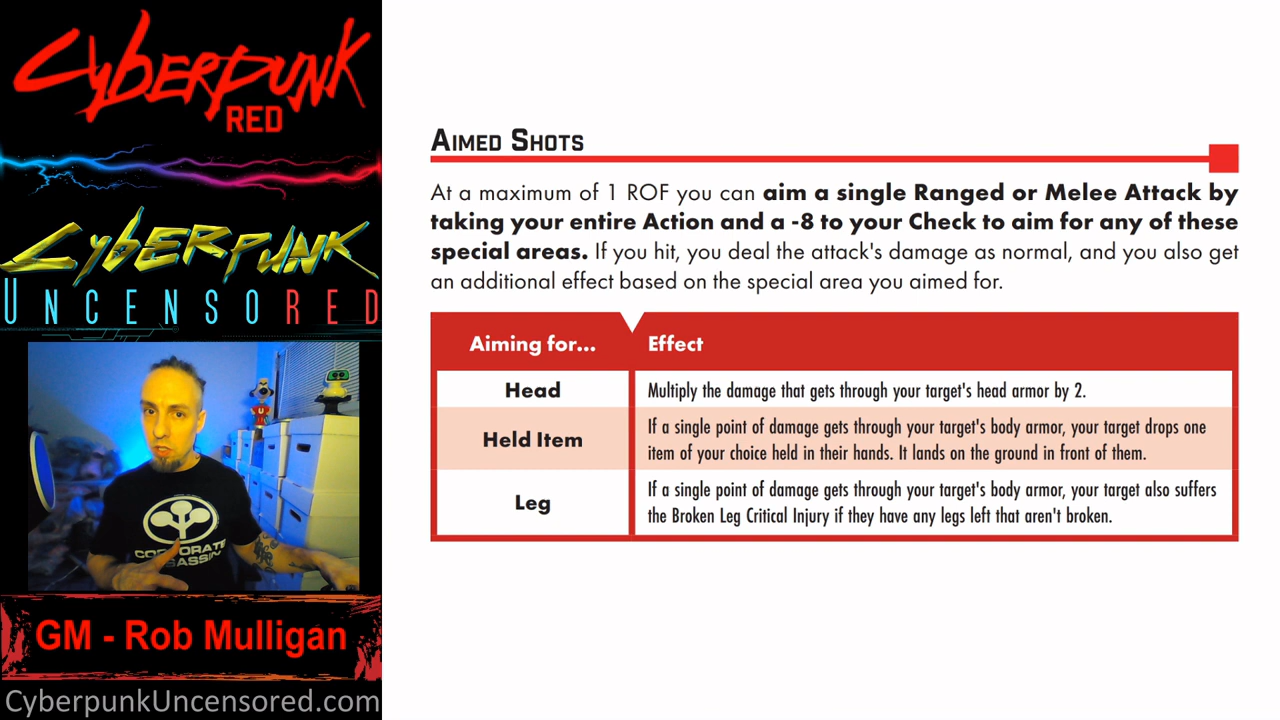 Cyberpunk
RED
Cyberpunk
UNCENSORED
CORPORATE
ASSASSIN
GM - Rob Mulligan
CyberpunkUncensored.com
AIMED SHOTS
At a maximum of 1 ROF you can aim a single Ranged or Melee Attack by
taking your entire Action and a -8 to your Check to aim for any of these
special areas. If you hit, you deal the attack's damage as normal, and you also get
an additional effect based on the special area you aimed for.
Aiming for... Effect
Head Multiply the damage that gets through your target's head armor by 2.
Held Item If a single point of damage gets through your target's body armor, your target drops one
item of your choice held in their hands. It lands on the ground in front of them.
Leg If a single point of damage gets through your target's body armor, your target also suffers
the Broken Leg Critical Injury if they have any legs left that aren't broken.